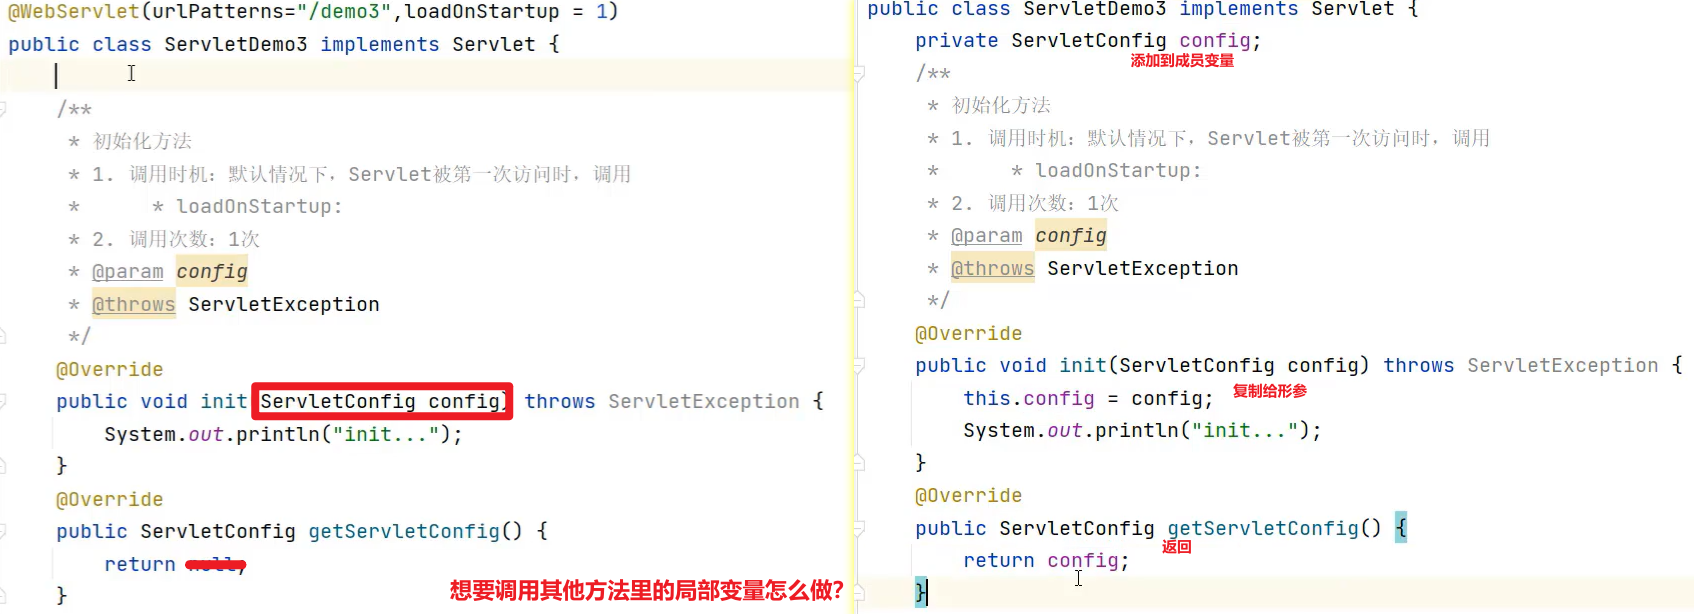 @WebServlet(urlPatterns="/demo3",loadOnStartup = 1)
public class ServletDemo3 implements Servlet {
/**
* 初始化方法
* 1. 调用时机：默认情况下，Servlet被第一次访问时，调用
* * loadOnStartup:
* 2. 调用次数：1次
* @param config
* @throws ServletException
*/
@Override
public void init(ServletConfig config) throws ServletException {
System.out.println("init...");
}
@Override
public ServletConfig getServletConfig() {
return null;
}
想要调用其他方法里的局部变量怎么做？
public class ServletDemo3 implements Servlet {
private ServletConfig config;
添加到成员变量
/**
* 初始化方法
* 1. 调用时机：默认情况下，Servlet被第一次访问时，调用
* * loadOnStartup:
* 2. 调用次数：1次
* @param config
* @throws ServletException
*/
@Override
public void init(ServletConfig config) throws ServletException {
this.config = config;
复制给形参
System.out.println("init...");
}
@Override
public ServletConfig getServletConfig() {
返回
return config;
}